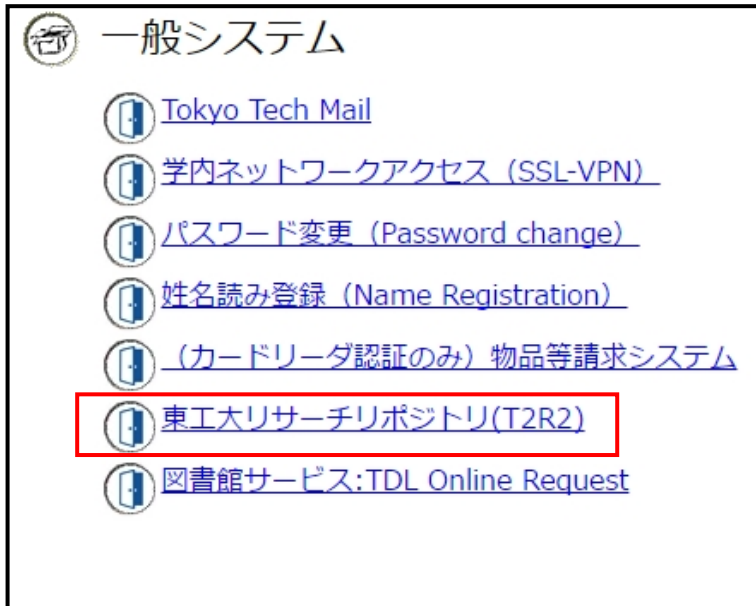 一般システム
Tokyo Tech Mail
学内ネットワークアクセス（SSL-VPN）
パスワード変更（Password change）
姓名読み登録（Name Registration）
（カードリーダ認証のみ）物品等請求システム
東工大リサーチリポジトリ(T2R2)
図書館サービス:TDL Online Request